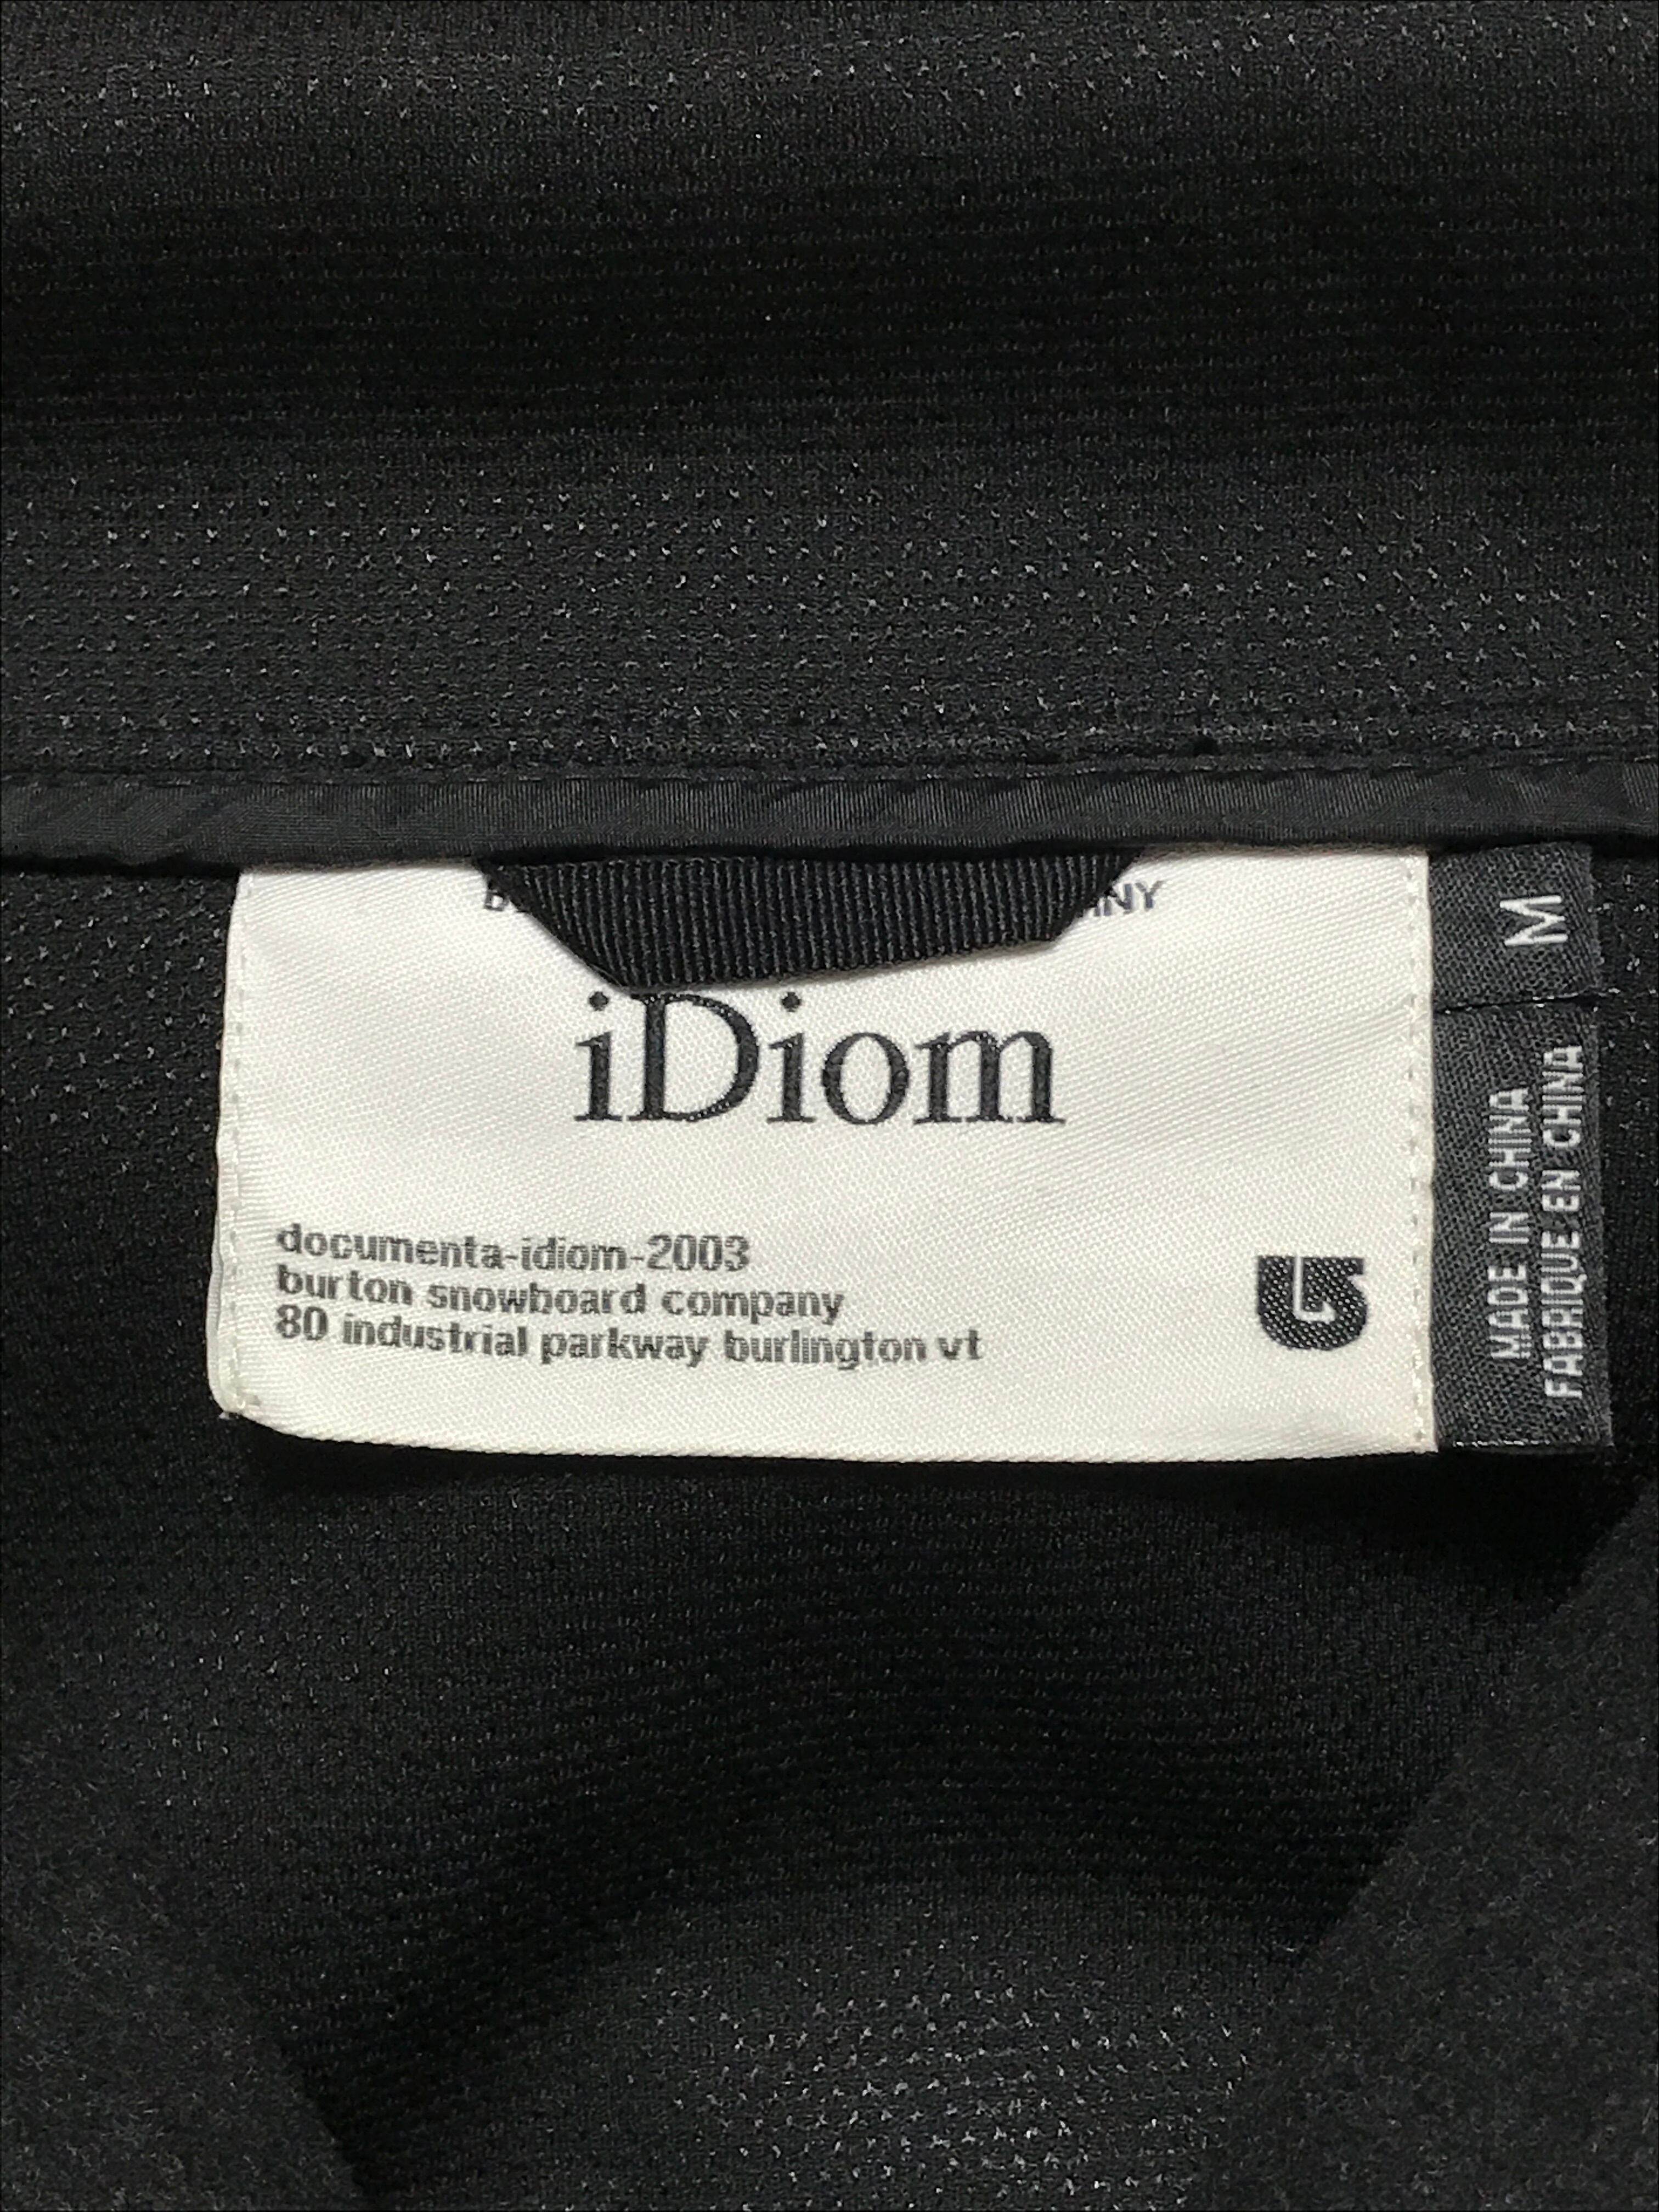 iDiom
documenta-idiom-2003
burton snowboard company
80 industrial parkway burlington vt
M
MADE IN CHINA
FABRIQUE EN CHINA